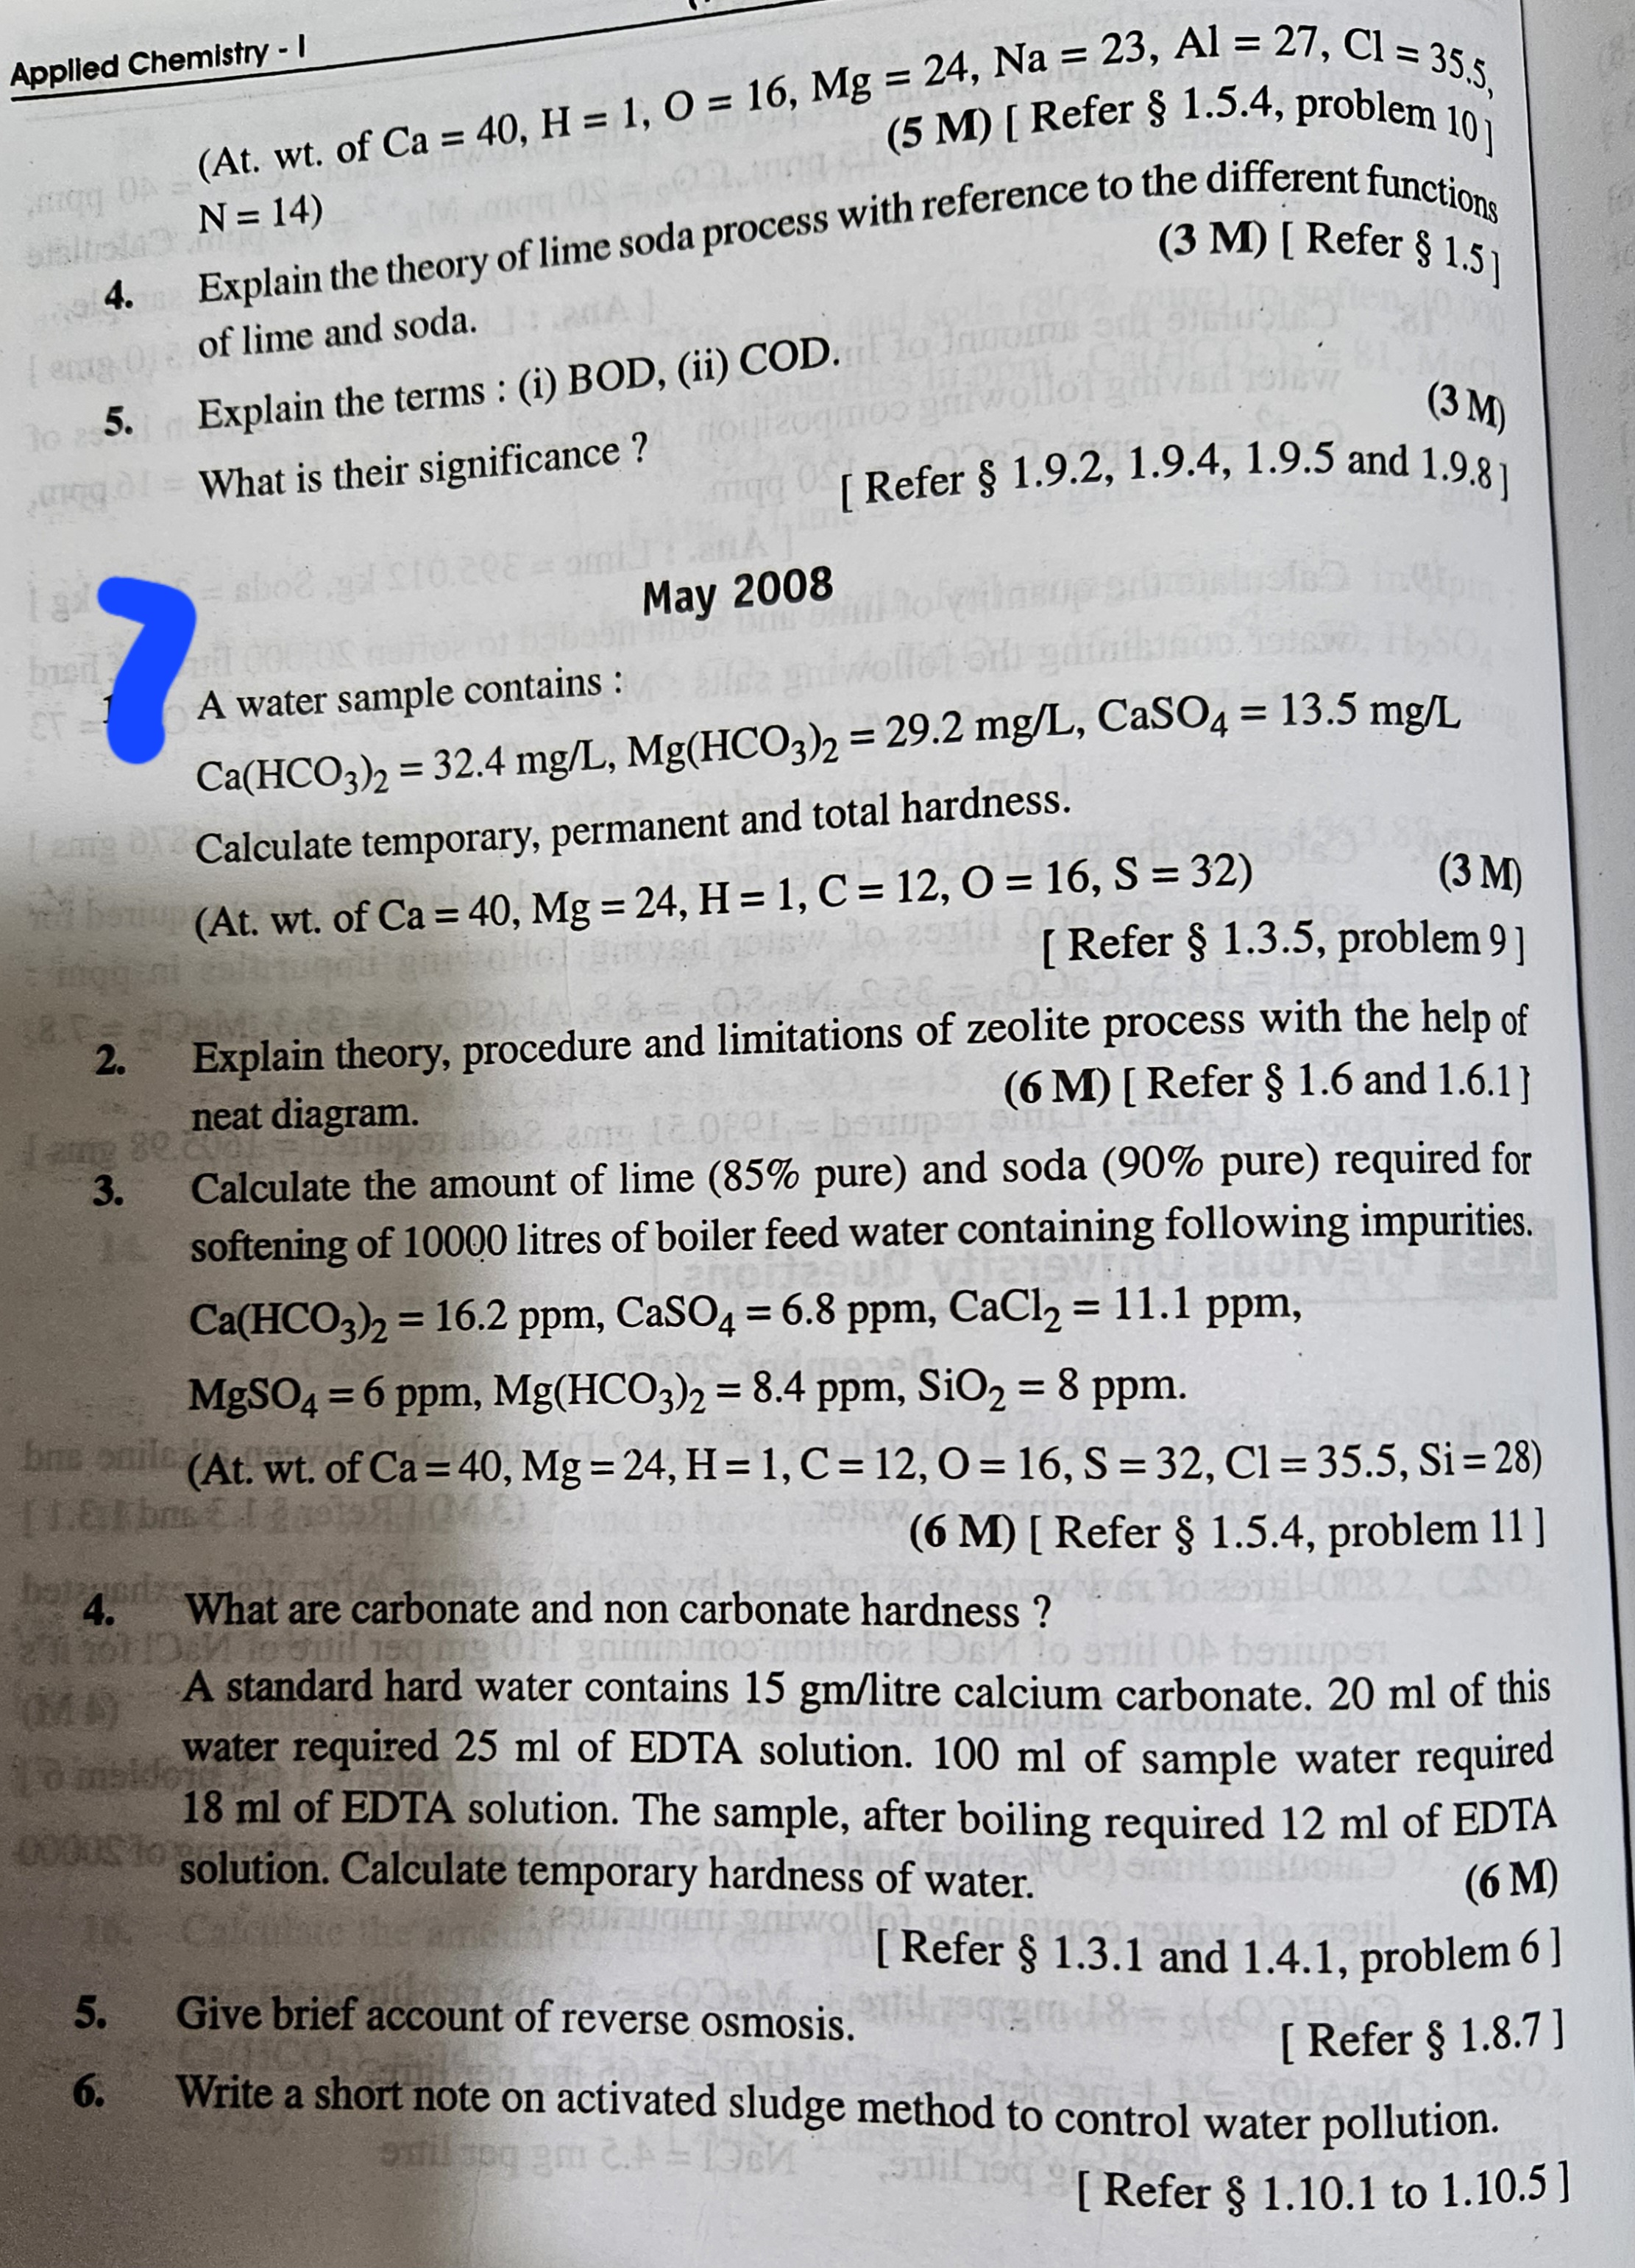 Applied Chemistry - I
(At. wt. of Ca = 40, H = 1, O = 16, Mg = 24, Na = 23, Al = 27, Cl = 35.5,
N = 14)
(5 M) [ Refer § 1.5.4, problem 10 ]
4. Explain the theory of lime soda process with reference to the different functions
of lime and soda.
(3 M) [ Refer § 1.5 ]
5. Explain the terms : (i) BOD, (ii) COD.
What is their significance ?
(3 M)
[ Refer § 1.9.2, 1.9.4, 1.9.5 and 1.9.8 ]
May 2008
7
A water sample contains :
Ca(HCO₃)₂ = 32.4 mg/L, Mg(HCO₃)₂ = 29.2 mg/L, CaSO₄ = 13.5 mg/L
Calculate temporary, permanent and total hardness.
(At. wt. of Ca = 40, Mg = 24, H = 1, C = 12, O = 16, S = 32) (3 M)
[ Refer § 1.3.5, problem 9 ]
2. Explain theory, procedure and limitations of zeolite process with the help of
neat diagram. (6 M) [ Refer § 1.6 and 1.6.1 ]
3. Calculate the amount of lime (85% pure) and soda (90% pure) required for
softening of 10000 litres of boiler feed water containing following impurities.
Ca(HCO₃)₂ = 16.2 ppm, CaSO₄ = 6.8 ppm, CaCl₂ = 11.1 ppm,
MgSO₄ = 6 ppm, Mg(HCO₃)₂ = 8.4 ppm, SiO₂ = 8 ppm.
(At. wt. of Ca = 40, Mg = 24, H = 1, C = 12, O = 16, S = 32, Cl = 35.5, Si = 28)
(6 M) [ Refer § 1.5.4, problem 11 ]
4. What are carbonate and non carbonate hardness ?
A standard hard water contains 15 gm/litre calcium carbonate. 20 ml of this
water required 25 ml of EDTA solution. 100 ml of sample water required
18 ml of EDTA solution. The sample, after boiling required 12 ml of EDTA
solution. Calculate temporary hardness of water. (6 M)
[ Refer § 1.3.1 and 1.4.1, problem 6 ]
5. Give brief account of reverse osmosis. [ Refer § 1.8.7 ]
6. Write a short note on activated sludge method to control water pollution.
[ Refer § 1.10.1 to 1.10.5 ]